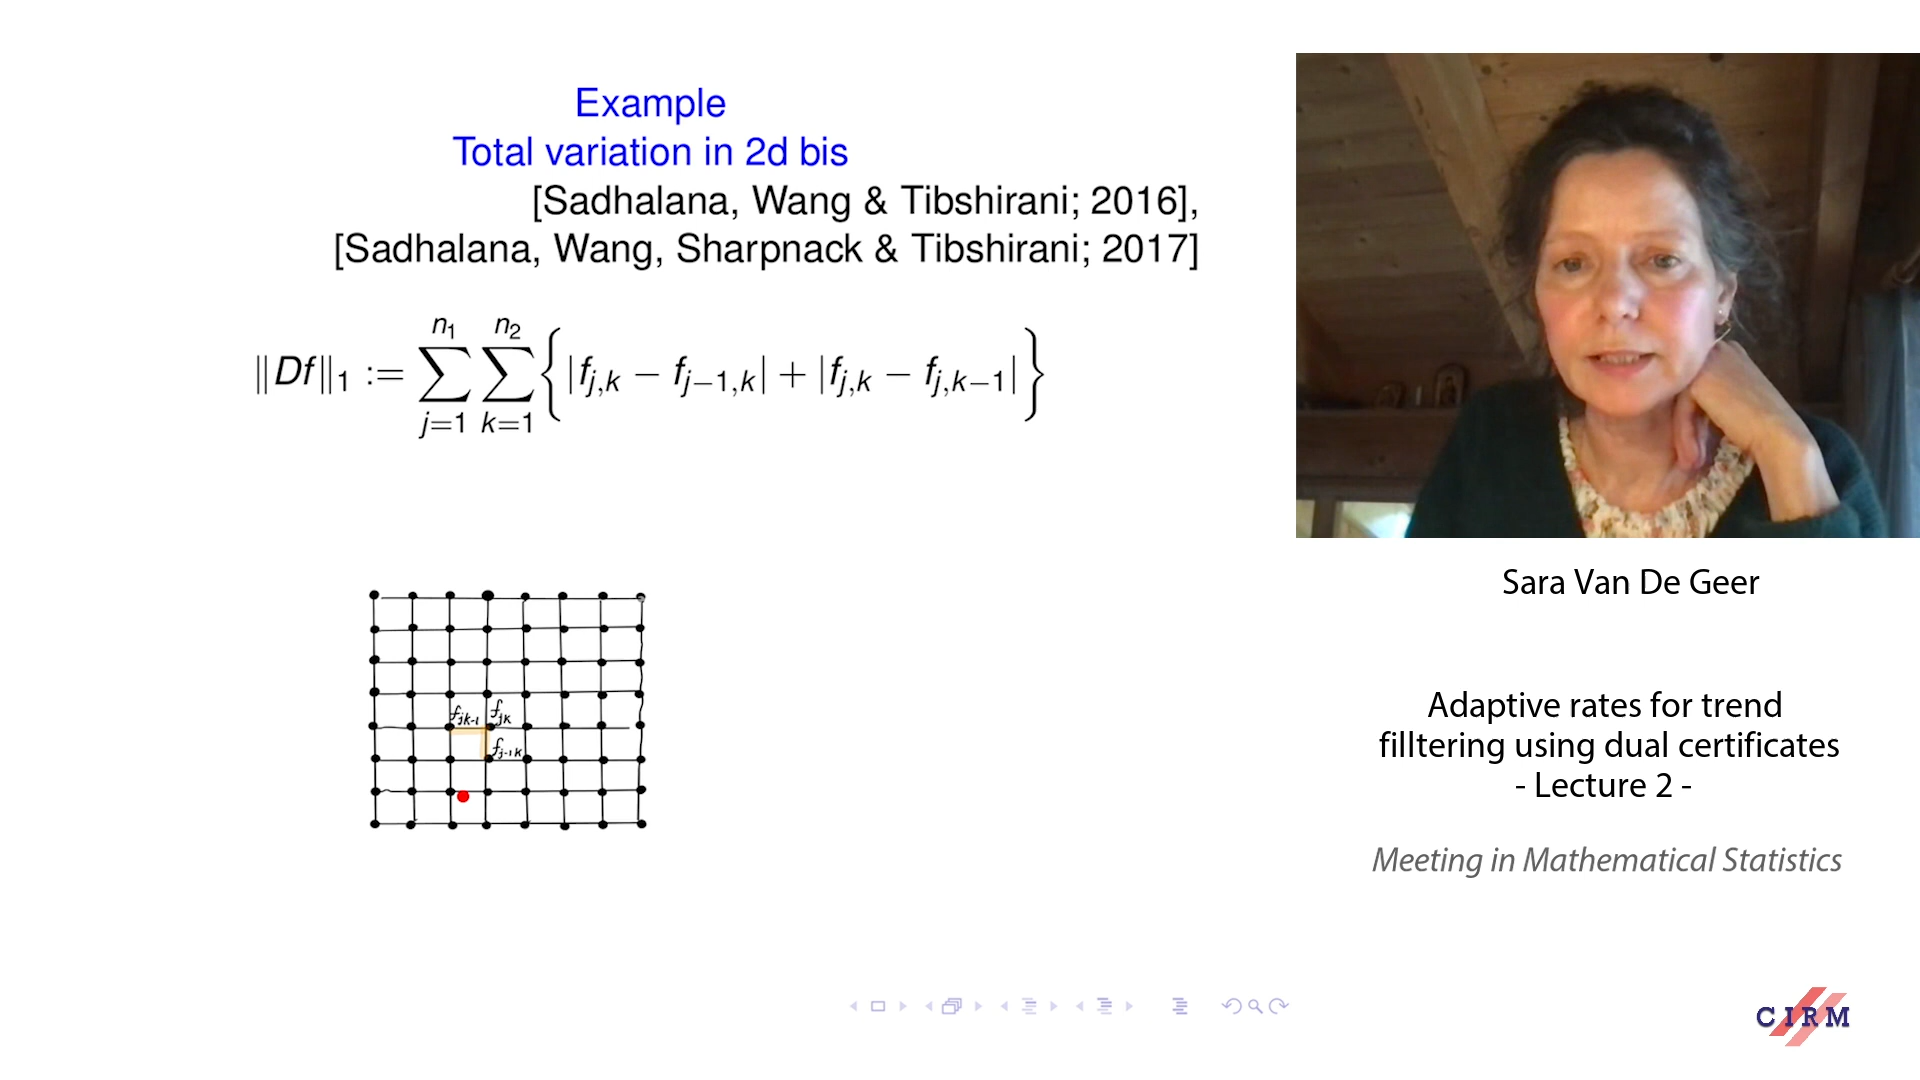 Example
Total variation in 2d bis
[Sadhalana, Wang & Tibshirani; 2016],
[Sadhalana, Wang, Sharpnack & Tibshirani; 2017]
‖Df‖₁ := ∑_{j=1}^{n₁} ∑_{k=1}^{n₂} { |f_{j,k} − f_{j−1,k}| + |f_{j,k} − f_{j,k−1}| }
f_{jk-1} f_{jk}
f_{j-1k}
Sara Van De Geer
Adaptive rates for trend
filltering using dual certificates
- Lecture 2 -
Meeting in Mathematical Statistics
CIRM